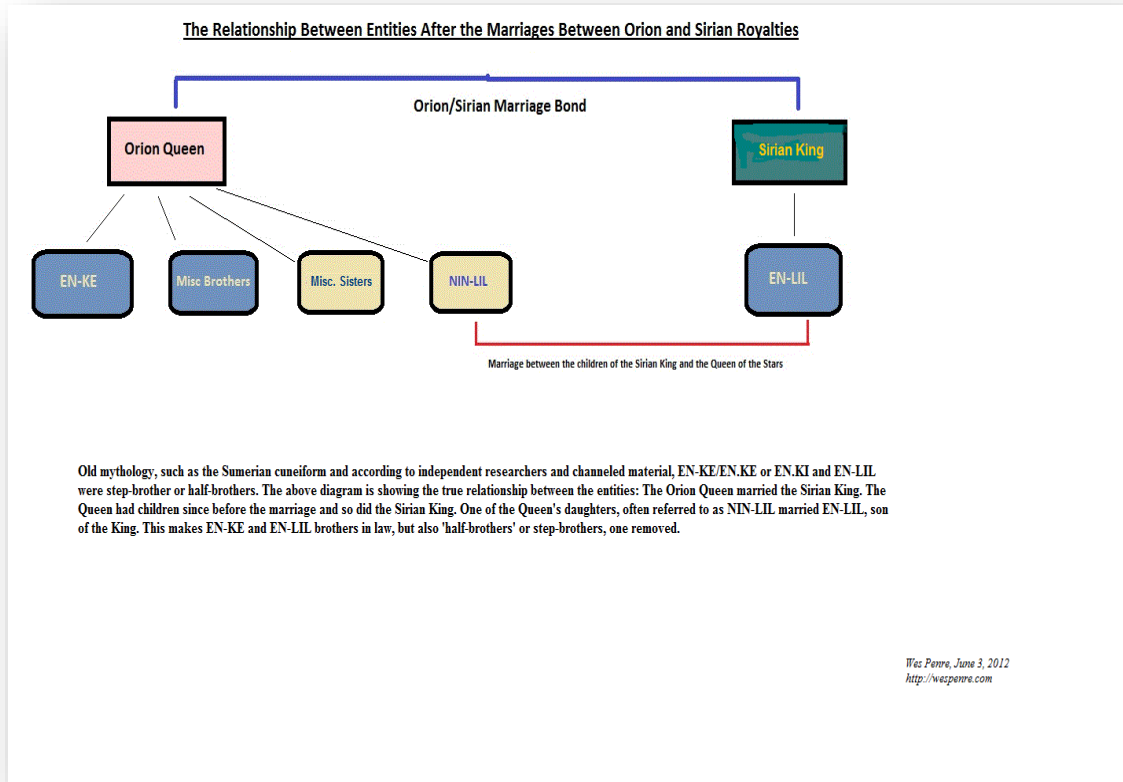 The Relationship Between Entities After the Marriages Between Orion and Sirian Royalties
Orion/Sirian Marriage Bond
Orion Queen
Sirian King
EN-KE
Misc Brothers
Misc. Sisters
NIN-LIL
EN-LIL
Marriage between the children of the Sirian King and the Queen of the Stars
Old mythology, such as the Sumerian cuneiform and according to independent researchers and channeled material, EN-KE/EN.KE or EN.KI and EN-LIL
were step-brother or half-brothers. The above diagram is showing the true relationship between the entities: The Orion Queen married the Sirian King. The
Queen had children since before the marriage and so did the Sirian King. One of the Queen's daughters, often referred to as NIN-LIL married EN-LIL, son
of the King. This makes EN-KE and EN-LIL brothers in law, but also 'half-brothers' or step-brothers, one removed.
Wes Penre, June 3, 2012
http://wespenre.com